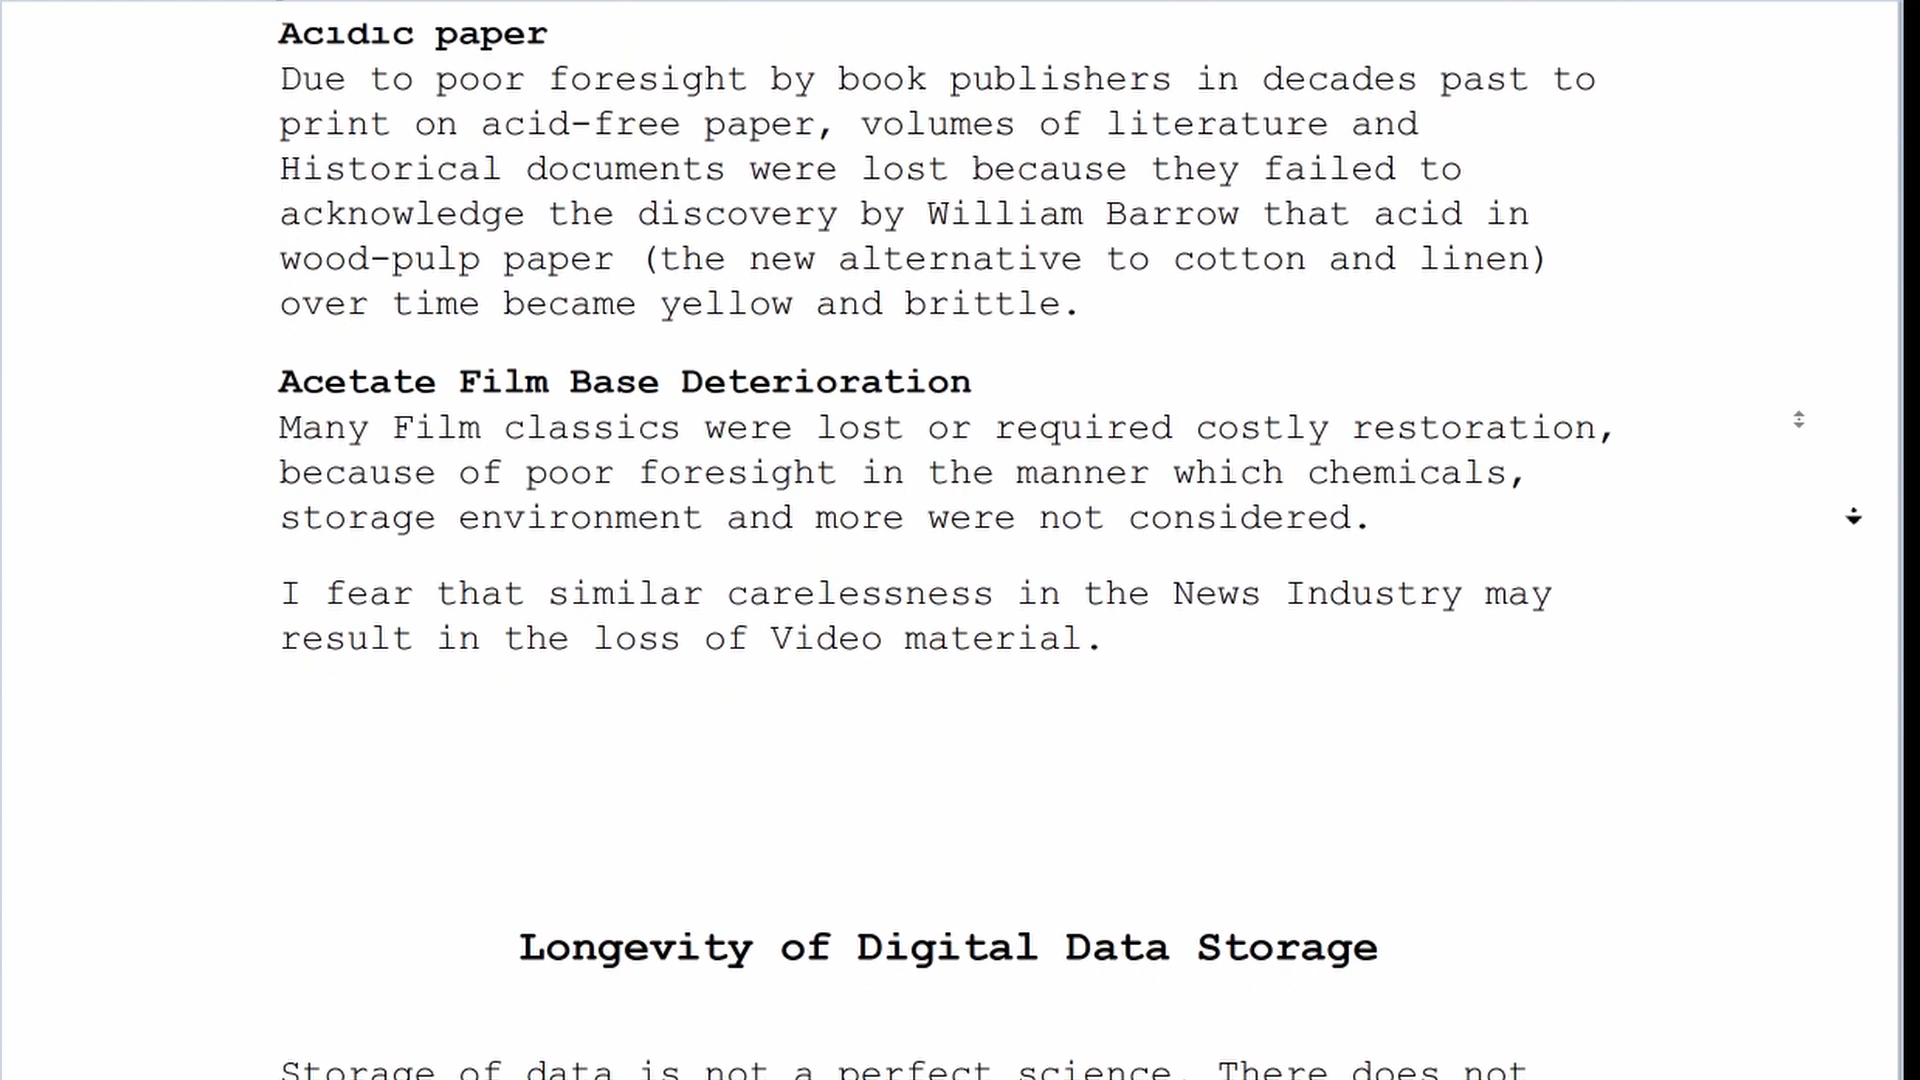 Acidic paper
Due to poor foresight by book publishers in decades past to
print on acid-free paper, volumes of literature and
Historical documents were lost because they failed to
acknowledge the discovery by William Barrow that acid in
wood-pulp paper (the new alternative to cotton and linen)
over time became yellow and brittle.
Acetate Film Base Deterioration
Many Film classics were lost or required costly restoration,
because of poor foresight in the manner which chemicals,
storage environment and more were not considered.
I fear that similar carelessness in the News Industry may
result in the loss of Video material.
Longevity of Digital Data Storage
Storage of data is not a perfect science. There does not